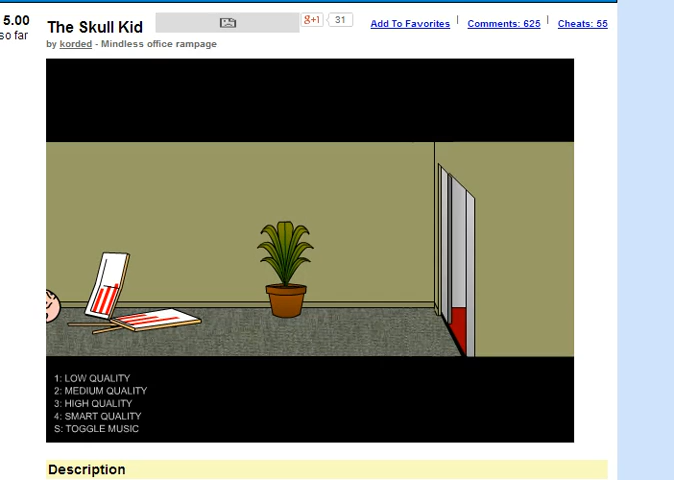 5.00
so far
The Skull Kid
g+1 31
Add To Favorites | Comments: 625 | Cheats: 55
by korded - Mindless office rampage
1: LOW QUALITY
2: MEDIUM QUALITY
3: HIGH QUALITY
4: SMART QUALITY
S: TOGGLE MUSIC
Description